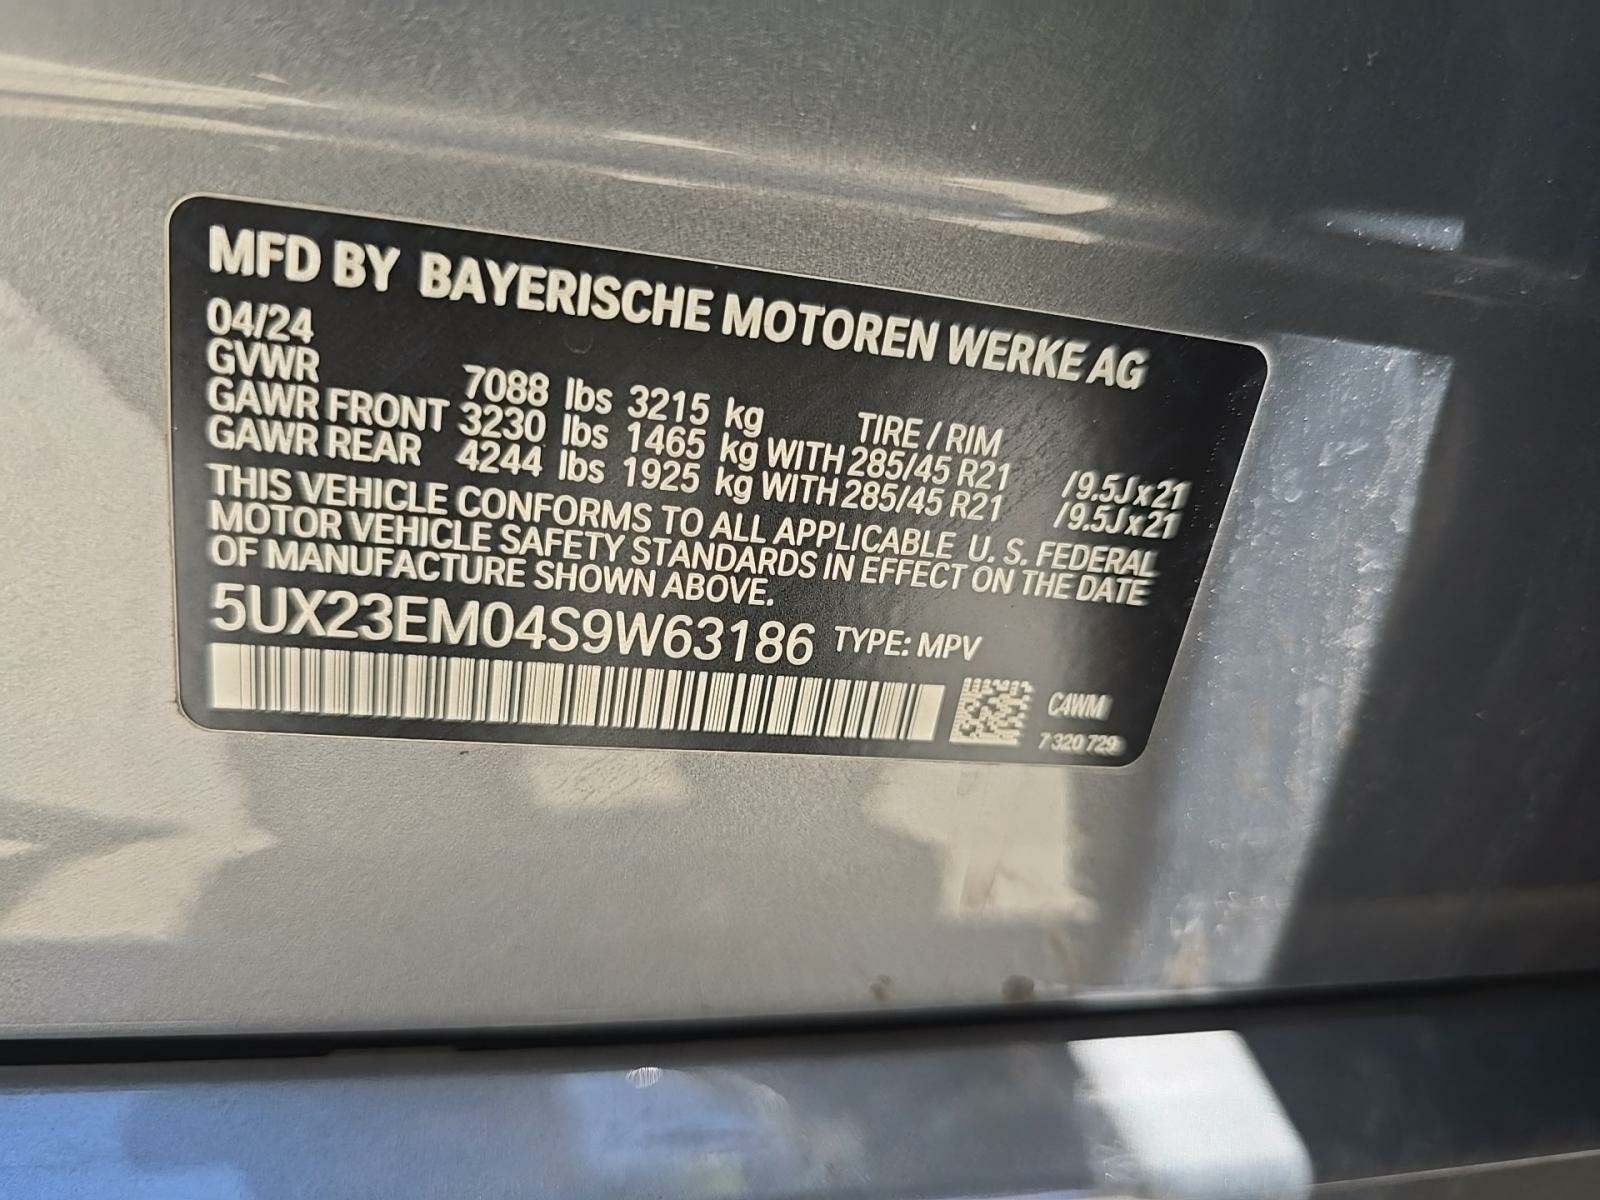 MFD BY BAYERISCHE MOTOREN WERKE AG
04/24
GVWR 7088 lbs 3215 kg TIRE / RIM
GAWR FRONT 3230 lbs 1465 kg WITH 285/45 R21 /9.5Jx21
GAWR REAR 4244 lbs 1925 kg WITH 285/45 R21 /9.5Jx21
THIS VEHICLE CONFORMS TO ALL APPLICABLE U. S. FEDERAL
MOTOR VEHICLE SAFETY STANDARDS IN EFFECT ON THE DATE
OF MANUFACTURE SHOWN ABOVE.
5UX23EM04S9W63186 TYPE: MPV
C4WM
7 320 729